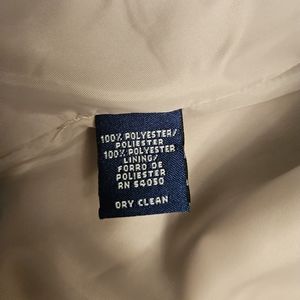 100% POLYESTER/
POLIESTER
100% POLYESTER
LINING/
FORRO DE
POLIESTER
RN 54050
DRY CLEAN